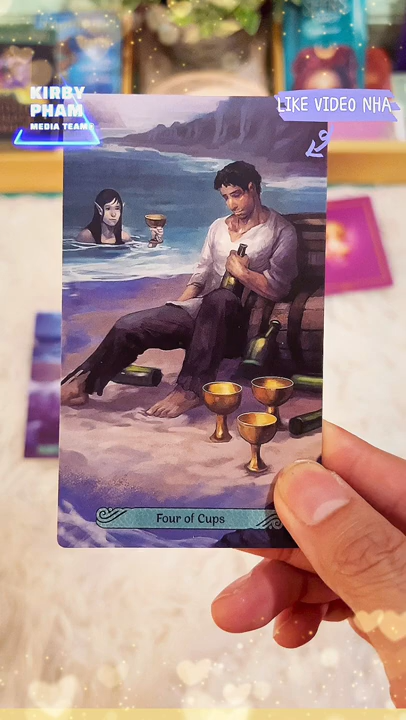 KIRBY
PHAM
MEDIA TEAM
LIKE VIDEO NHA
Four of Cups